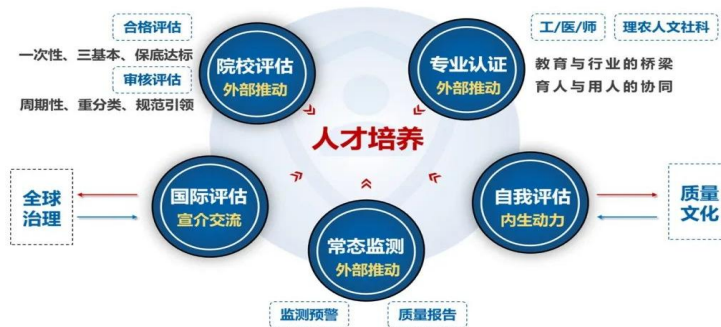 合格评估
一次性、三基本、保底达标
审核评估
周期性、重分类、规范引领
院校评估
外部推动
专业认证
外部推动
工/医/师
理农人文社科
教育与行业的桥梁
育人与用人的协同
人才培养
全球
治理
国际评估
宣介交流
常态监测
外部推动
自我评估
内生动力
质量
文化
监测预警
质量报告